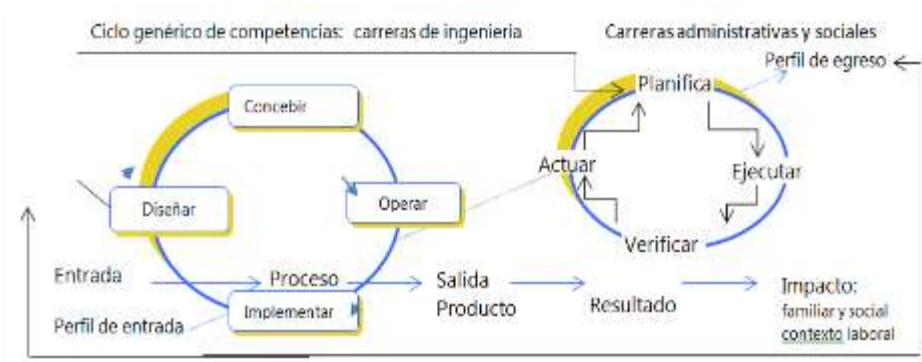 Ciclo genérico de competencias: carreras de ingenieria
Carreras administrativas y sociales
Perfil de egreso
Planifica
Concebir
Actuar
Ejecutar
Diseñar
Operar
Verificar
Entrada
Proceso
Salida
Producto
Resultado
Impacto:
familiar y social
contexto laboral
Perfil de entrada
Implementar